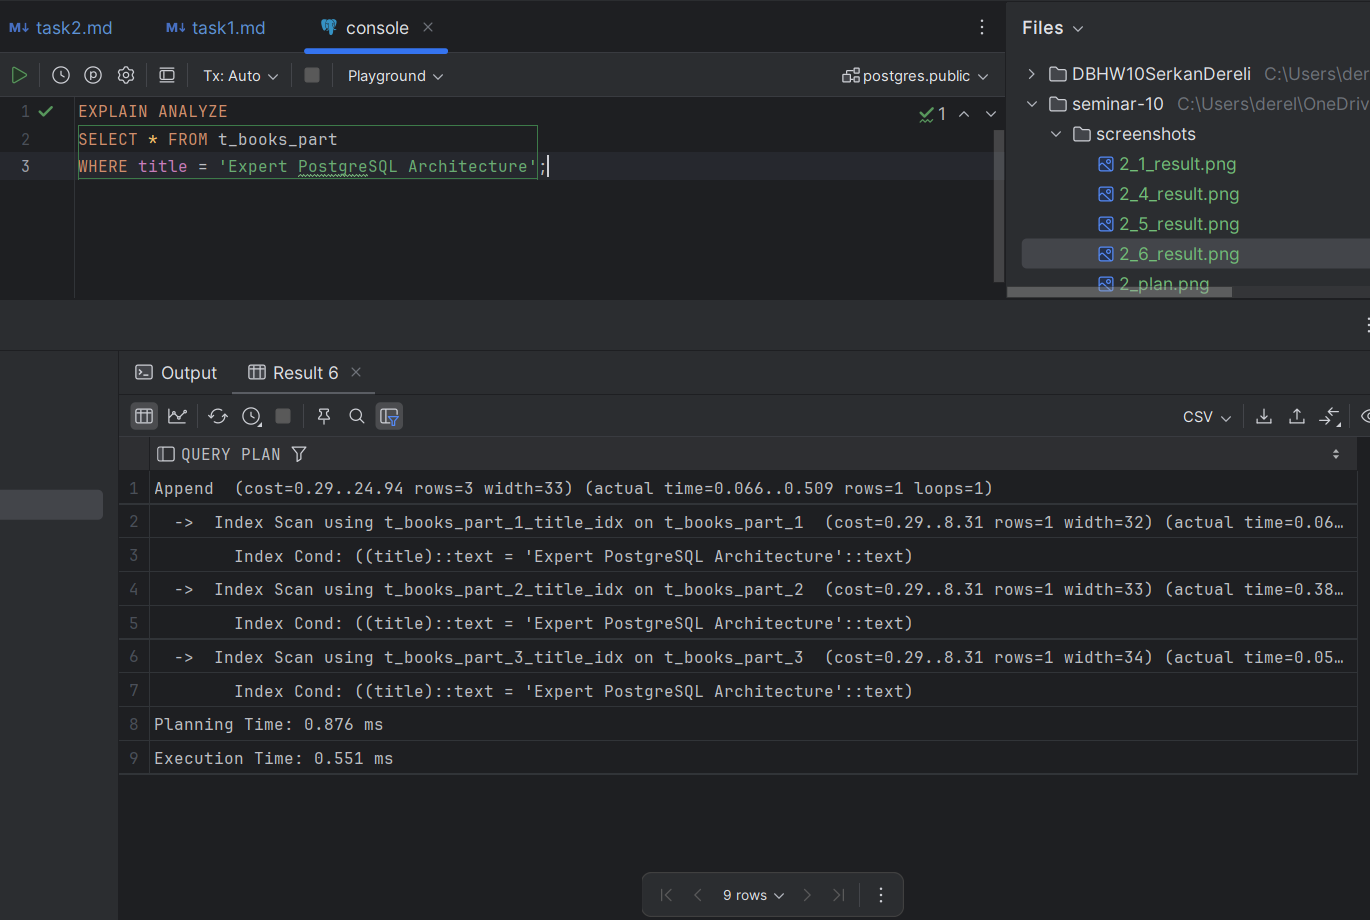 M↓ task2.md
M↓ task1.md
console
Tx: Auto
Playground
postgres.public
1 EXPLAIN ANALYZE
2 SELECT * FROM t_books_part
3 WHERE title = 'Expert PostgreSQL Architecture';
1
Files
DBHW10SerkanDereli C:\Users\der
seminar-10 C:\Users\derel\OneDriv
screenshots
2_1_result.png
2_4_result.png
2_5_result.png
2_6_result.png
2_plan.png
Output
Result 6
CSV
QUERY PLAN
1 Append  (cost=0.29..24.94 rows=3 width=33) (actual time=0.066..0.509 rows=1 loops=1)
2 ->  Index Scan using t_books_part_1_title_idx on t_books_part_1  (cost=0.29..8.31 rows=1 width=32) (actual time=0.06…
3 Index Cond: ((title)::text = 'Expert PostgreSQL Architecture'::text)
4 ->  Index Scan using t_books_part_2_title_idx on t_books_part_2  (cost=0.29..8.31 rows=1 width=33) (actual time=0.38…
5 Index Cond: ((title)::text = 'Expert PostgreSQL Architecture'::text)
6 ->  Index Scan using t_books_part_3_title_idx on t_books_part_3  (cost=0.29..8.31 rows=1 width=34) (actual time=0.05…
7 Index Cond: ((title)::text = 'Expert PostgreSQL Architecture'::text)
8 Planning Time: 0.876 ms
9 Execution Time: 0.551 ms
9 rows